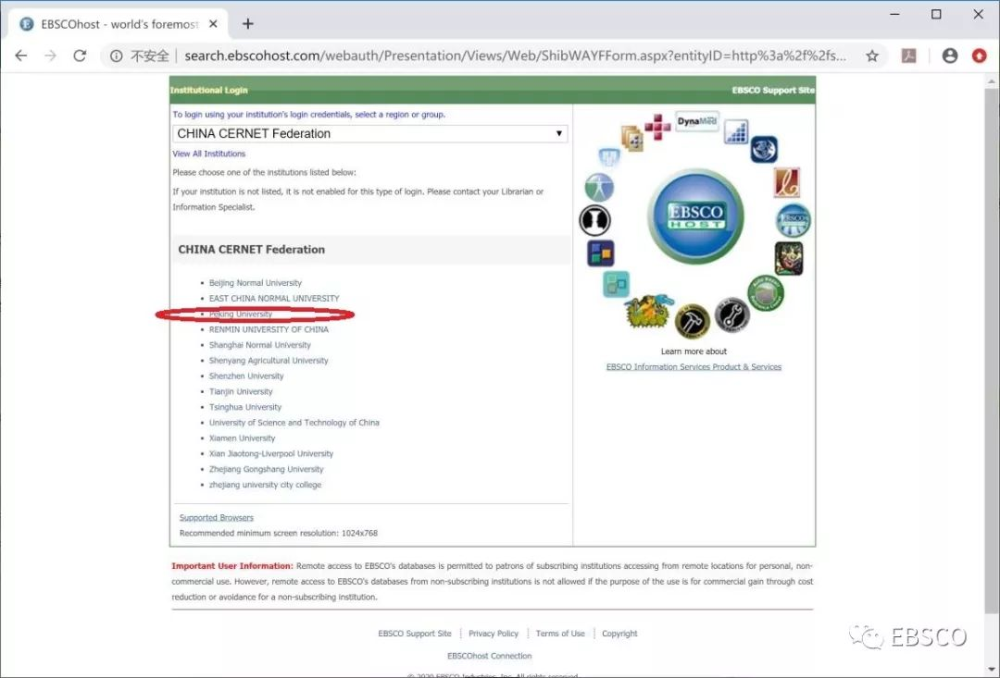 EBSCOhost - world's foremost
不安全
search.ebscohost.com/webauth/Presentation/Views/Web/ShibWAYFForm.aspx?entityID=http%3a%2f%2fs...
Institutional Login
EBSCO Support Site
To login using your institution's login credentials, select a region or group.
CHINA CERNET Federation
View All Institutions
Please choose one of the institutions listed below:
If your institution is not listed, it is not enabled for this type of login. Please contact your Librarian or
Information Specialist.
CHINA CERNET Federation
Beijing Normal University
EAST CHINA NORMAL UNIVERSITY
Peking University
RENMIN UNIVERSITY OF CHINA
Shanghai Normal University
Shenyang Agricultural University
Shenzhen University
Tianjin University
Tsinghua University
University of Science and Technology of China
Xiamen University
Xian Jiaotong-Liverpool University
Zhejiang Gongshang University
zhejiang university city college
Supported Browsers
Recommended minimum screen resolution: 1024x768
DynaMed
EBSCO
HOST
Learn more about
EBSCO Information Services Product & Services
Important User Information: Remote access to EBSCO's databases is permitted to patrons of subscribing institutions accessing from remote locations for personal, non-
commercial use. However, remote access to EBSCO's databases from non-subscribing institutions is not allowed if the purpose of the use is for commercial gain through cost
reduction or avoidance for a non-subscribing institution.
EBSCO Support Site
Privacy Policy
Terms of Use
Copyright
EBSCOhost Connection
© 2020 EBSCO Industries, Inc. All rights reserved.
EBSCO